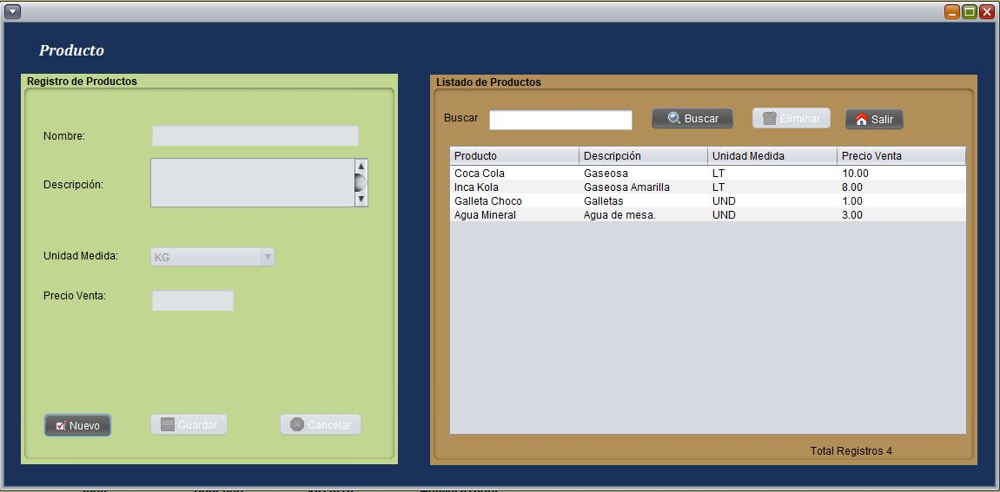 Producto
Registro de Productos
Nombre:
Descripción:
Unidad Medida:
KG
Precio Venta:
Nuevo
Guardar
Cancelar
Listado de Productos
Buscar
Buscar
Eliminar
Salir
Producto Descripción Unidad Medida Precio Venta
Coca Cola Gaseosa LT 10.00
Inca Kola Gaseosa Amarilla LT 8.00
Galleta Choco Galletas UND 1.00
Agua Mineral Agua de mesa. UND 3.00
Total Registros 4